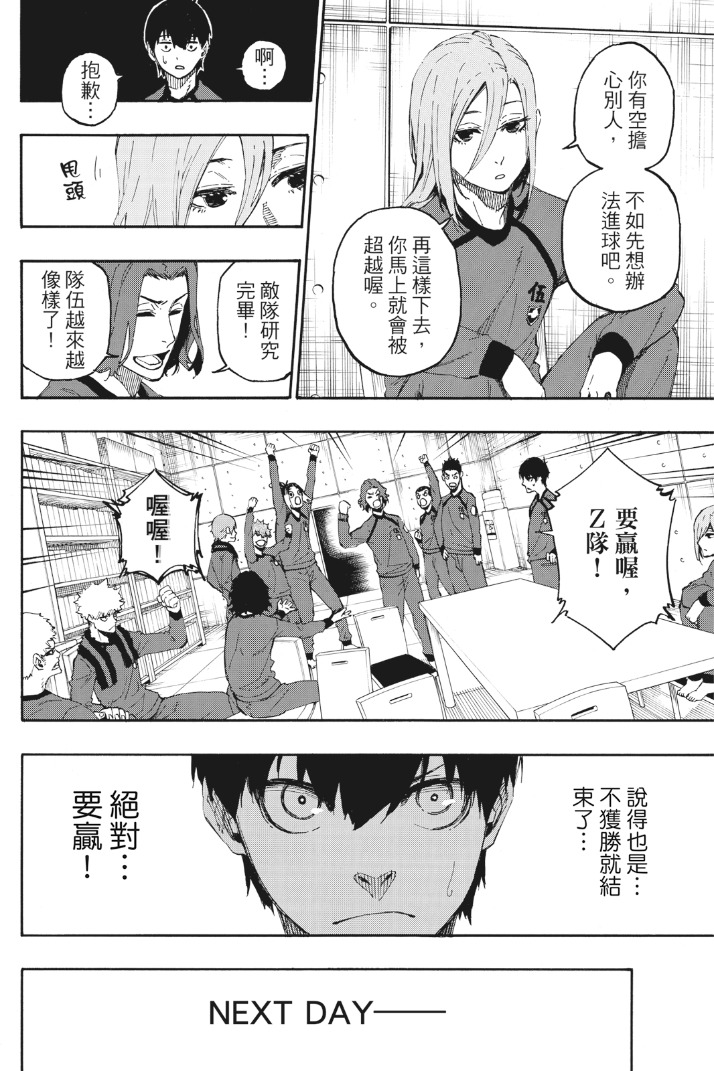 你有空擔
心別人，
不如先想辦
法進球吧。
再這樣下去，
你馬上就會被
超越喔。
伍
啊…
抱歉…
甩頭
敵隊研究
完畢！
隊伍越來越
像樣了！
要贏喔，
Z隊！
喔喔！
說得也是…
不獲勝就結
束了…
絕對…
要贏！
NEXT DAY——